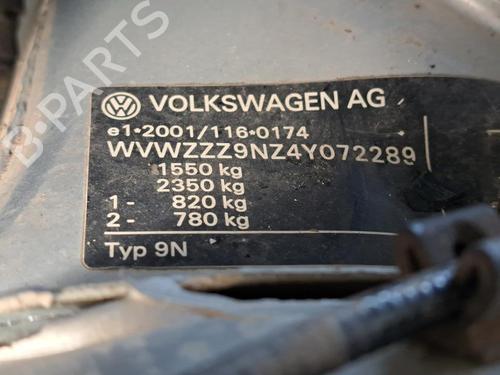 VOLKSWAGEN AG
e1*2001/116*0174
WVWZZZ9NZ4Y072289
1550 kg
2350 kg
1- 820 kg
2- 780 kg
Typ 9N